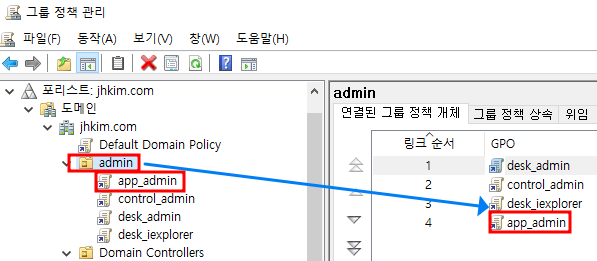 그룹 정책 관리
파일(F) 동작(A) 보기(V) 창(W) 도움말(H)
포리스트: jhkim.com
도메인
jhkim.com
Default Domain Policy
admin
app_admin
control_admin
desk_admin
desk_iexplorer
Domain Controllers
admin
연결된 그룹 정책 개체 그룹 정책 상속 위임
링크 순서 GPO
1 desk_admin
2 control_admin
3 desk_iexplorer
4 app_admin